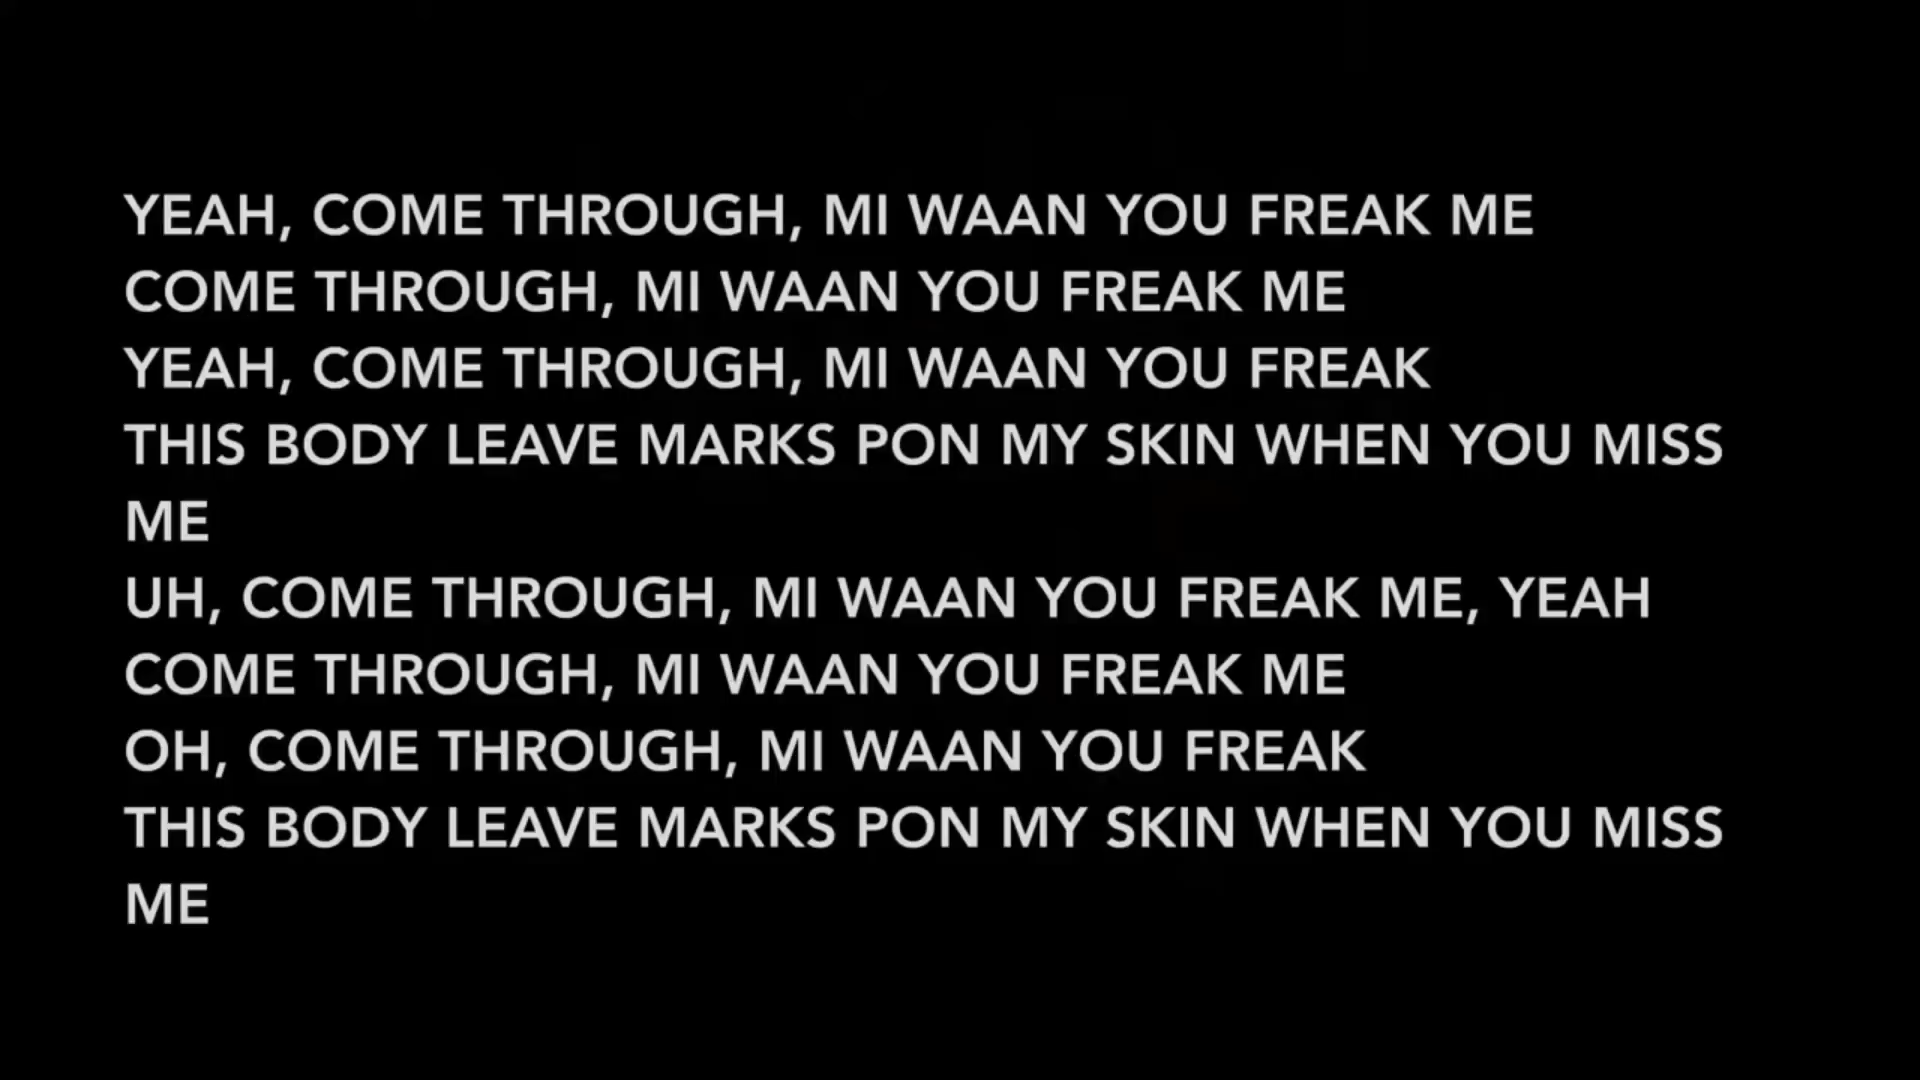 YEAH, COME THROUGH, MI WAAN YOU FREAK ME
COME THROUGH, MI WAAN YOU FREAK ME
YEAH, COME THROUGH, MI WAAN YOU FREAK
THIS BODY LEAVE MARKS PON MY SKIN WHEN YOU MISS
ME
UH, COME THROUGH, MI WAAN YOU FREAK ME, YEAH
COME THROUGH, MI WAAN YOU FREAK ME
OH, COME THROUGH, MI WAAN YOU FREAK
THIS BODY LEAVE MARKS PON MY SKIN WHEN YOU MISS
ME